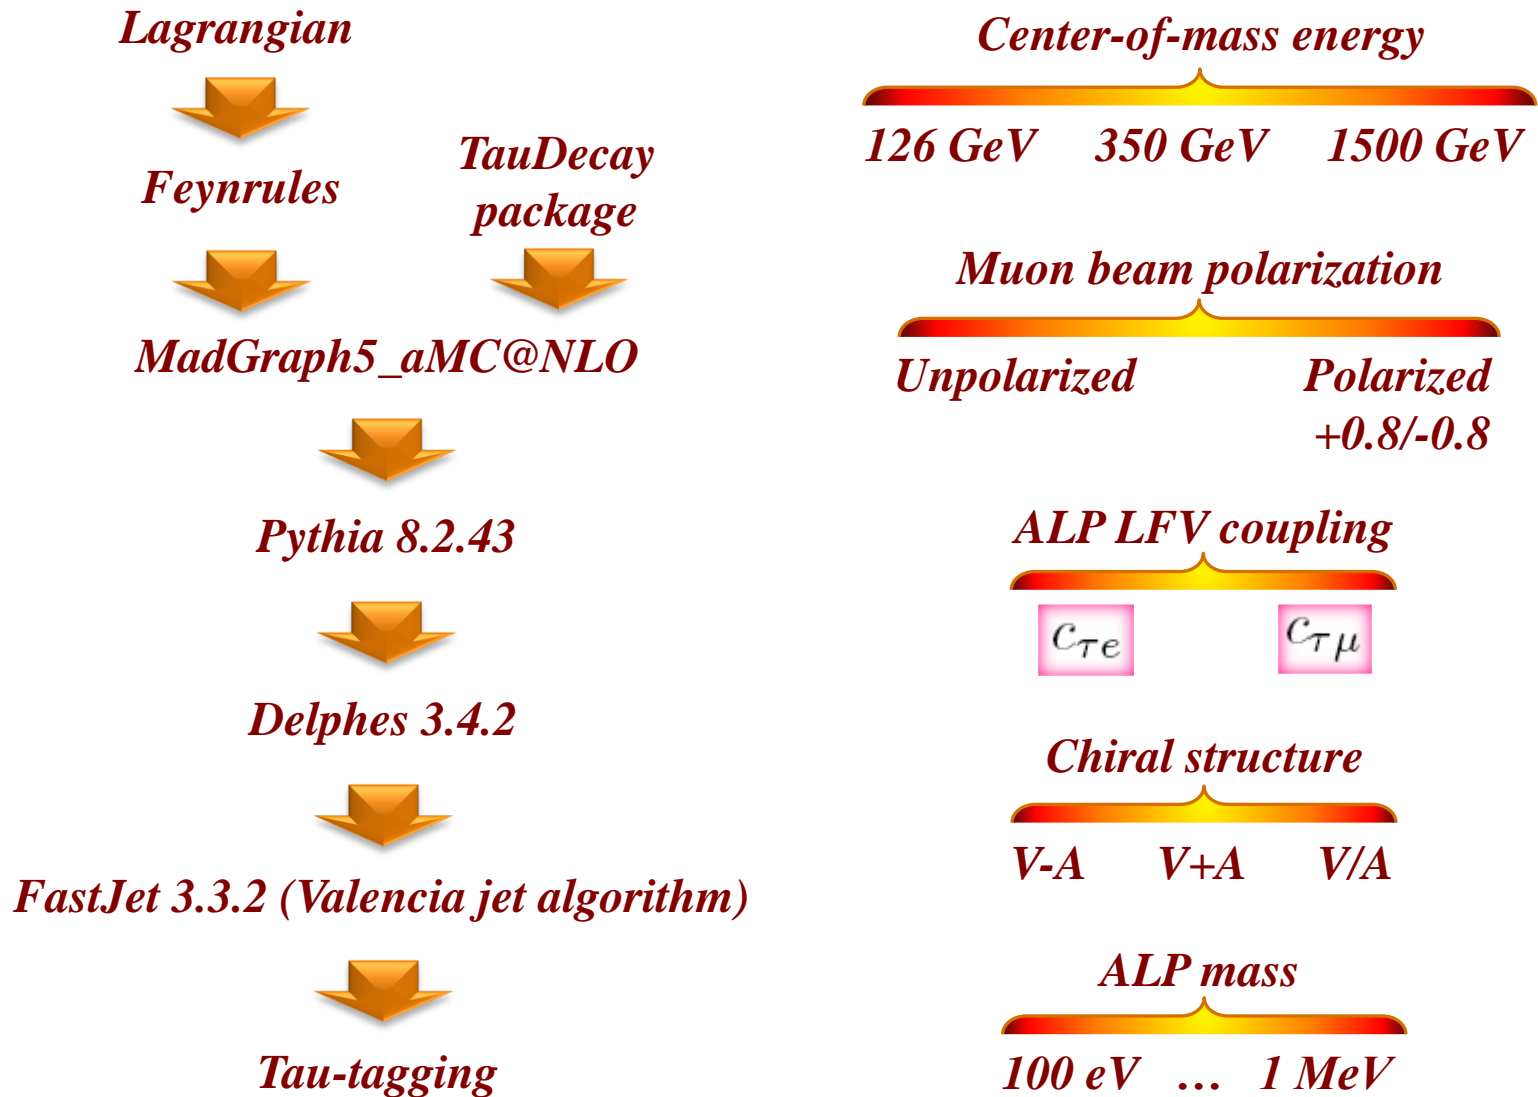 Lagrangian
Feynrules
TauDecay
package
MadGraph5_aMC@NLO
Pythia 8.2.43
Delphes 3.4.2
FastJet 3.3.2 (Valencia jet algorithm)
Tau-tagging
Center-of-mass energy
126 GeV 350 GeV 1500 GeV
Muon beam polarization
Unpolarized Polarized
+0.8/-0.8
ALP LFV coupling
cτe cτμ
Chiral structure
V-A V+A V/A
ALP mass
100 eV … 1 MeV